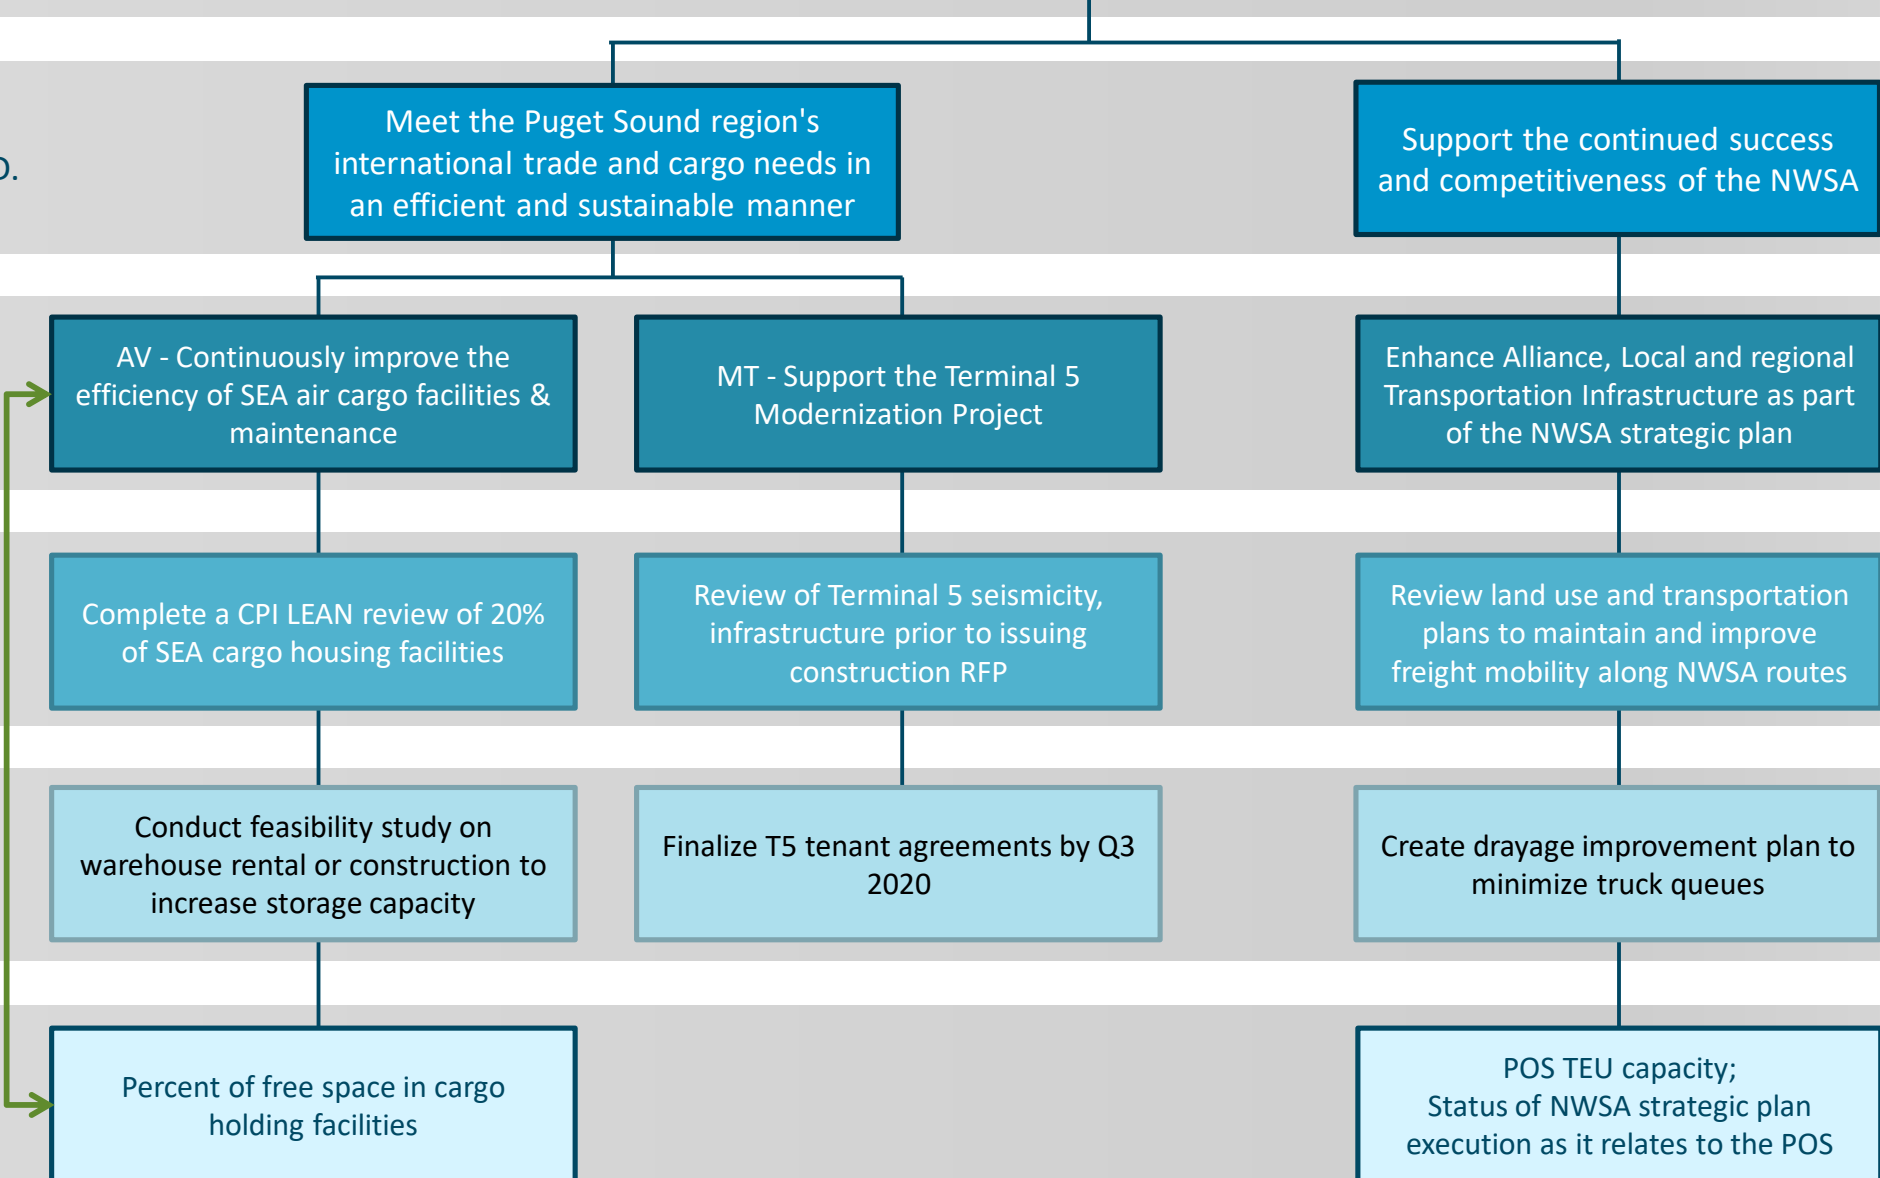 Meet the Puget Sound region's
international trade and cargo needs in
an efficient and sustainable manner
Support the continued success
and competitiveness of the NWSA
AV - Continuously improve the
efficiency of SEA air cargo facilities &
maintenance
MT - Support the Terminal 5
Modernization Project
Enhance Alliance, Local and regional
Transportation Infrastructure as part
of the NWSA strategic plan
Complete a CPI LEAN review of 20%
of SEA cargo housing facilities
Review of Terminal 5 seismicity,
infrastructure prior to issuing
construction RFP
Review land use and transportation
plans to maintain and improve
freight mobility along NWSA routes
Conduct feasibility study on
warehouse rental or construction to
increase storage capacity
Finalize T5 tenant agreements by Q3
2020
Create drayage improvement plan to
minimize truck queues
Percent of free space in cargo
holding facilities
POS TEU capacity;
Status of NWSA strategic plan
execution as it relates to the POS